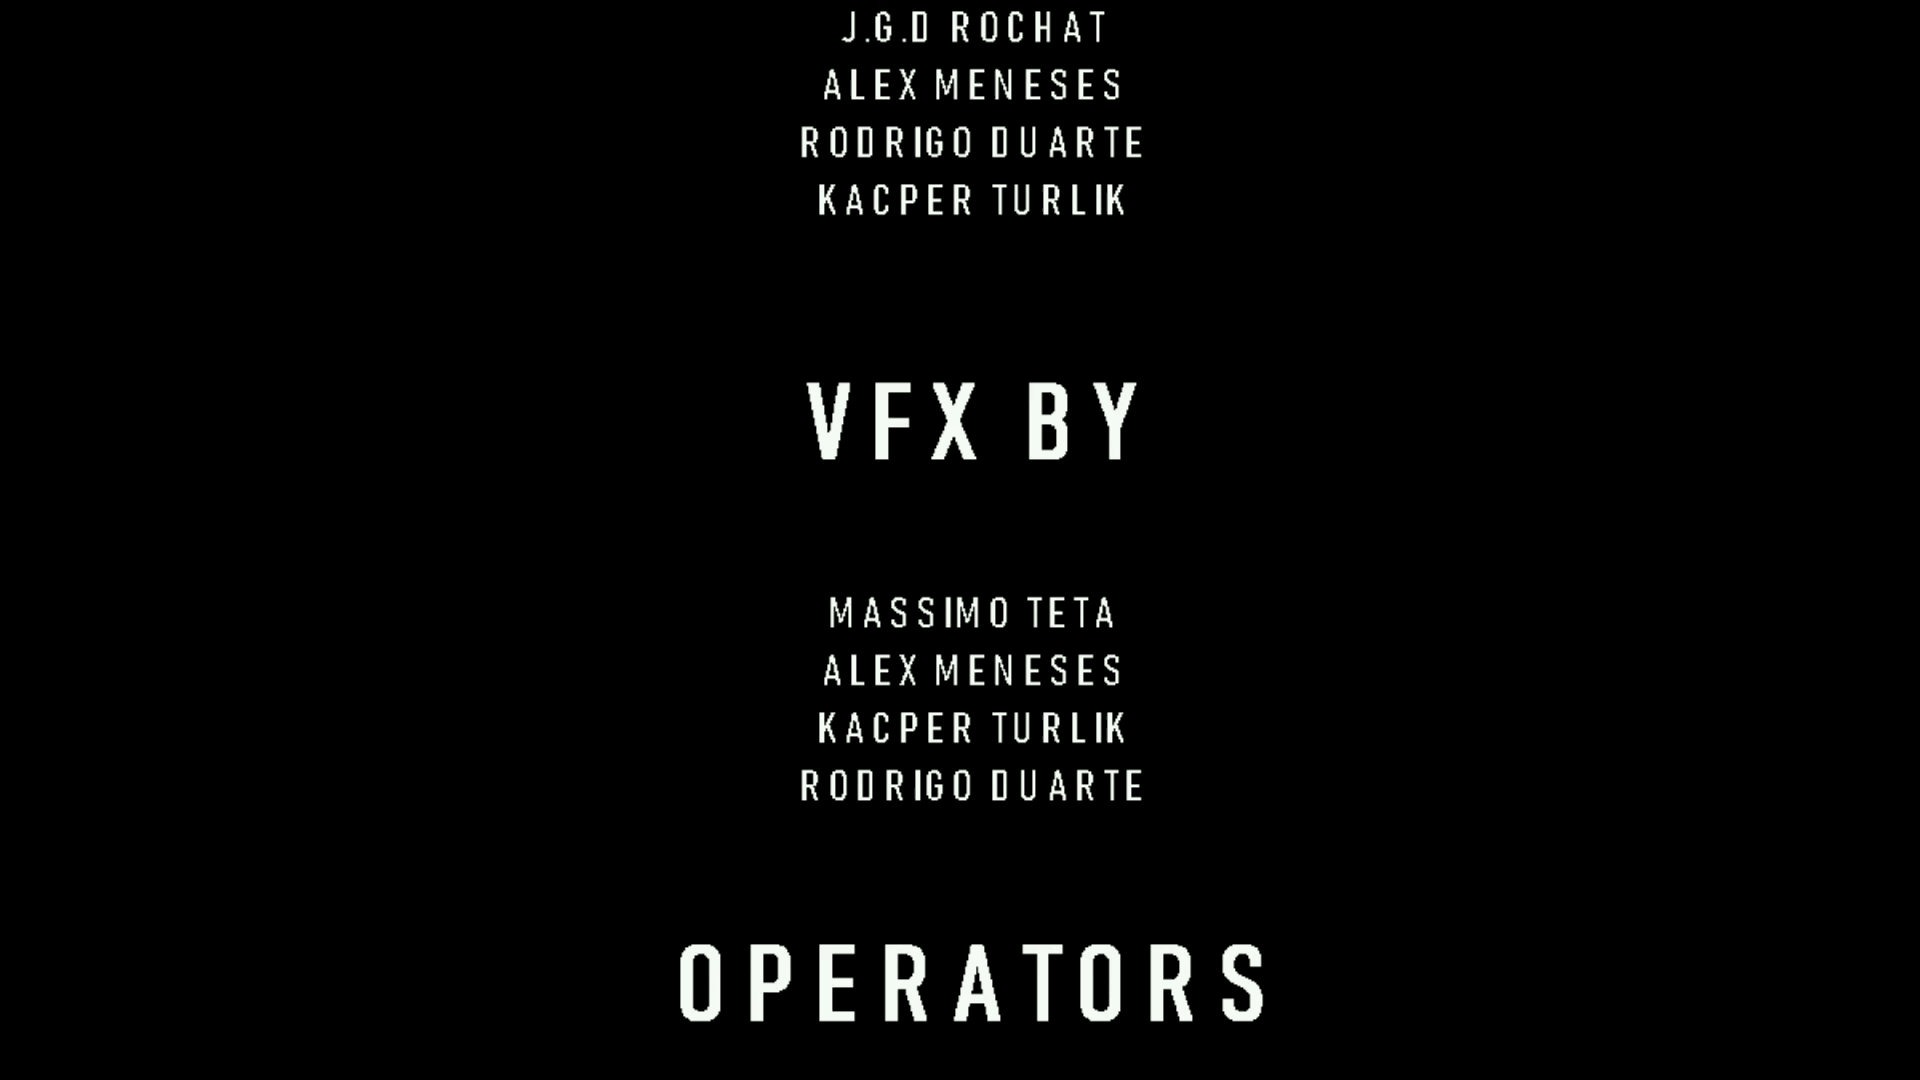 J.G.D ROCHAT
ALEX MENESES
RODRIGO DUARTE
KACPER TURLIK
VFX BY
MASSIMO TETA
ALEX MENESES
KACPER TURLIK
RODRIGO DUARTE
OPERATORS